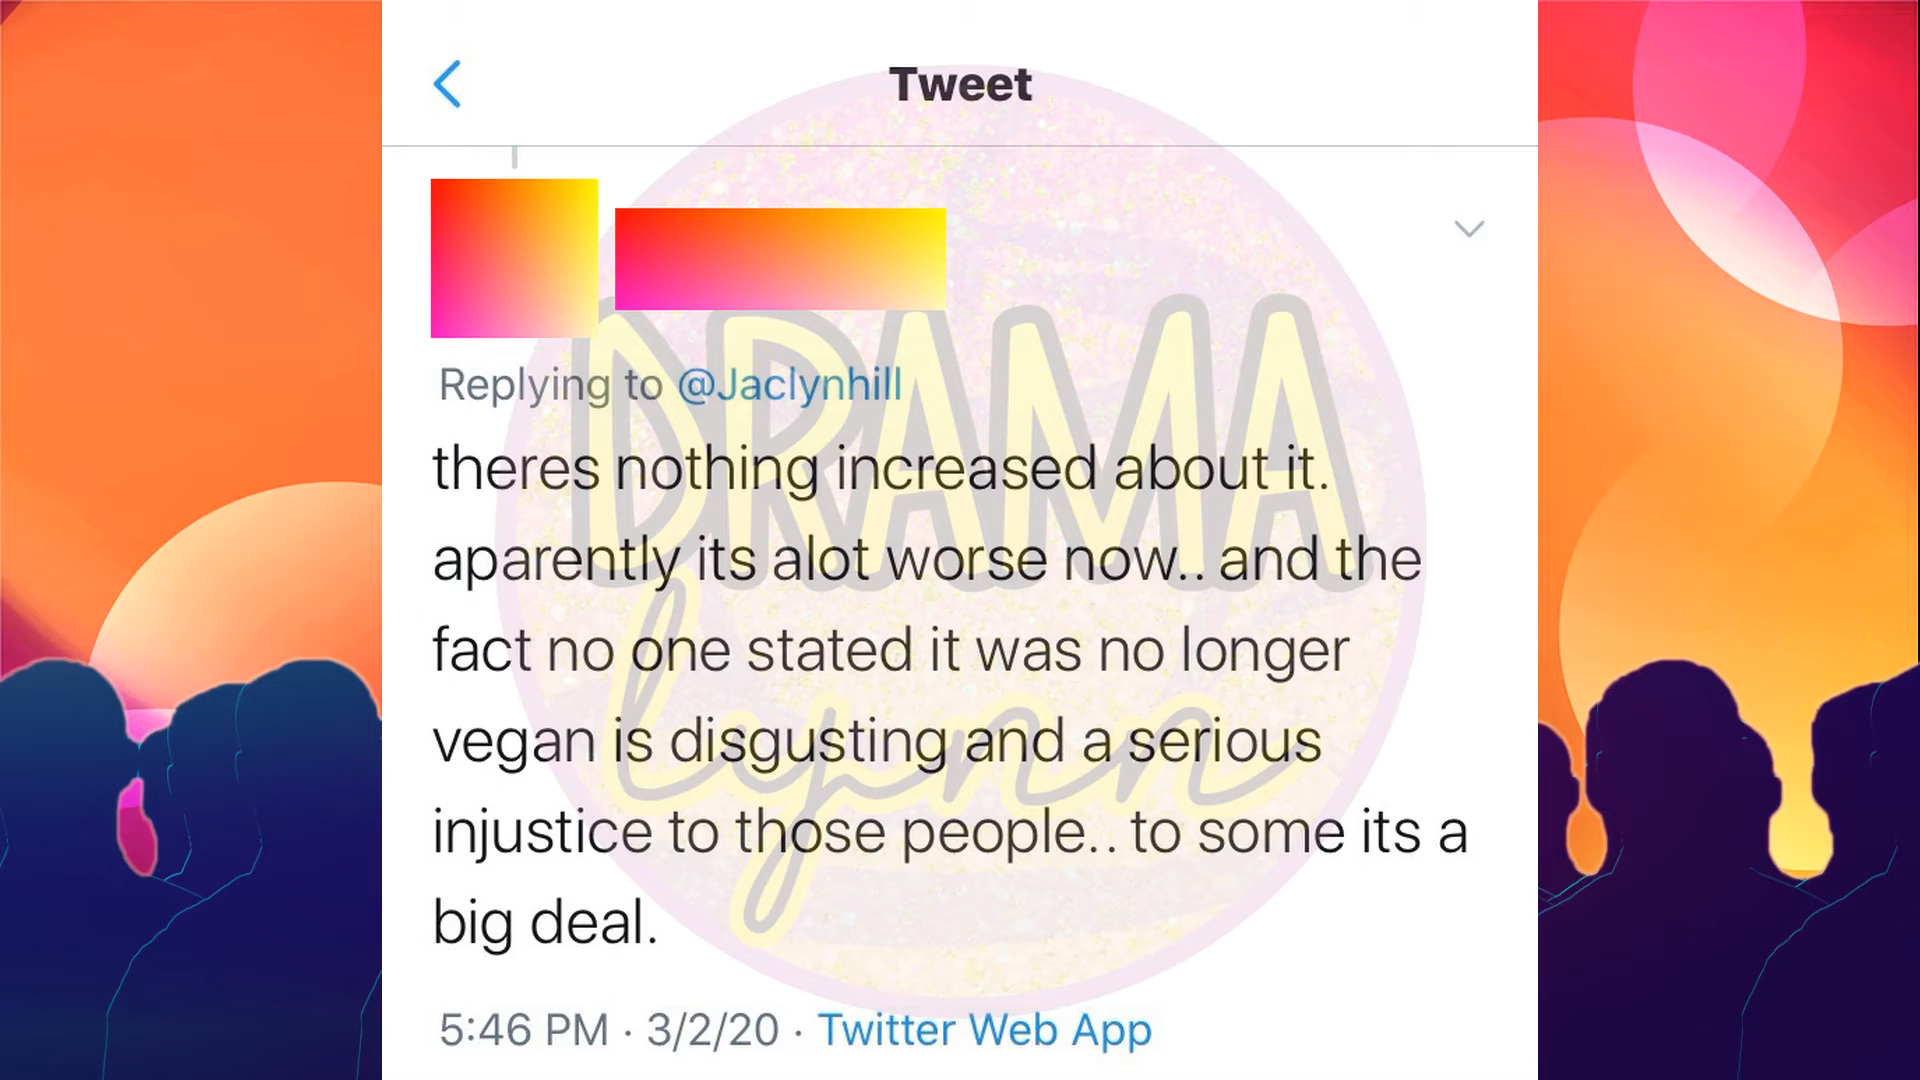 Tweet
Replying to @Jaclynhill
theres nothing increased about it.
aparently its alot worse now.. and the
fact no one stated it was no longer
vegan is disgusting and a serious
injustice to those people.. to some its a
big deal.
5:46 PM · 3/2/20 · Twitter Web App
DRAMA
lynn